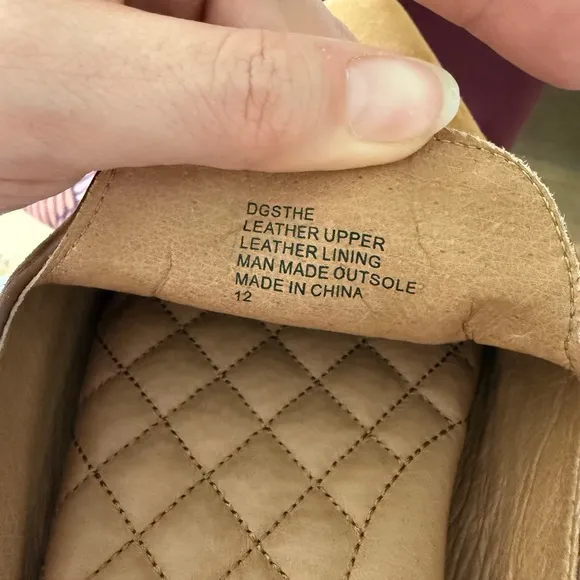 DGSTHE
LEATHER UPPER
LEATHER LINING
MAN MADE OUTSOLE
MADE IN CHINA
12